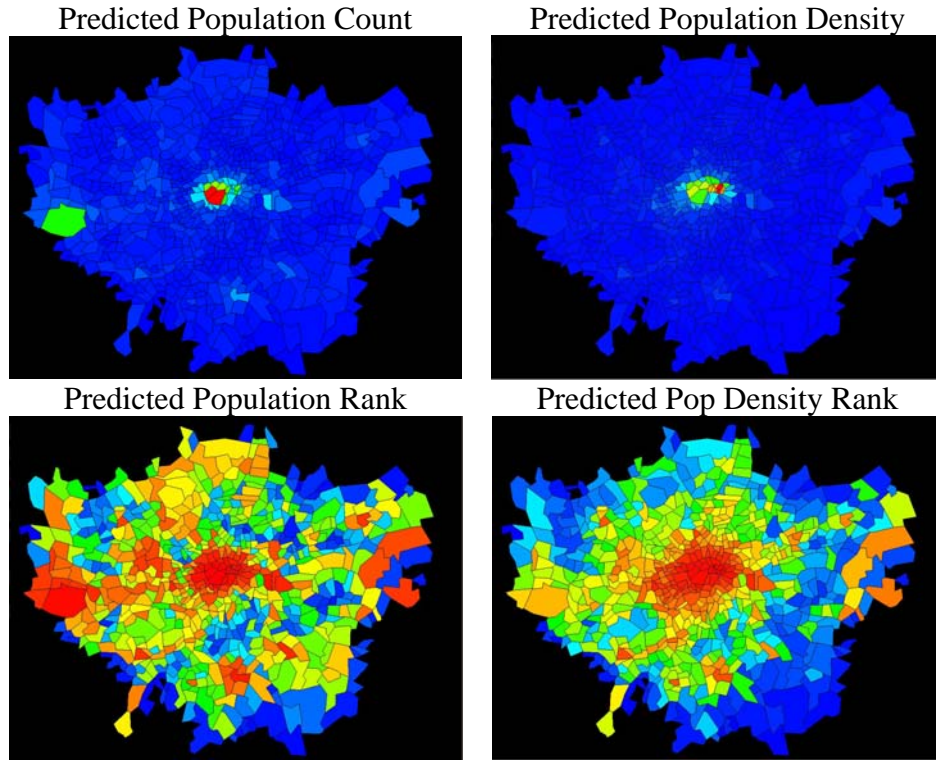 Predicted Population Count
Predicted Population Density
Predicted Population Rank
Predicted Pop Density Rank